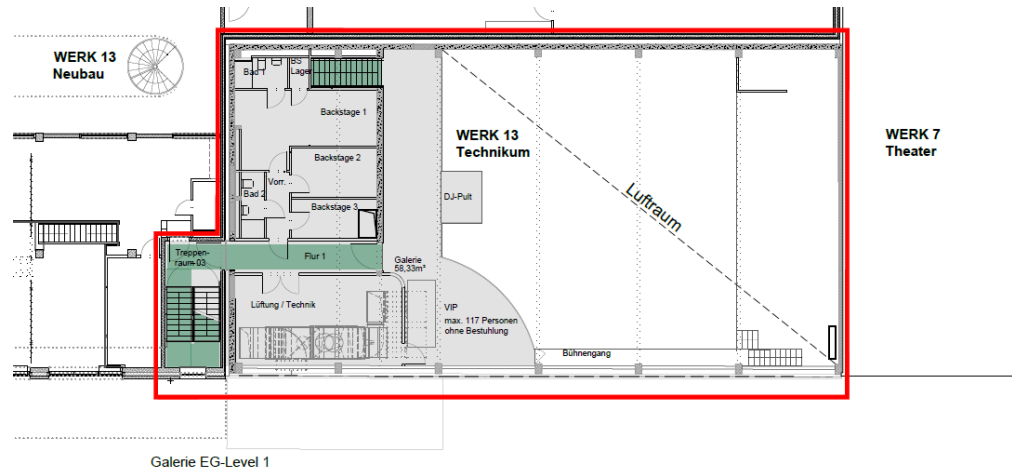 WERK 13
Neubau
Bad 1
BS
Lager
Backstage 1
WERK 13
Technikum
WERK 7
Theater
Backstage 2
Vorr.
Bad 2
Backstage 3
DJ-Pult
Luftraum
Treppen-
raum 03
Flur 1
Galerie
58,33m²
Lüftung / Technik
VIP
max. 117 Personen
ohne Bestuhlung
Bühnengang
Galerie EG-Level 1